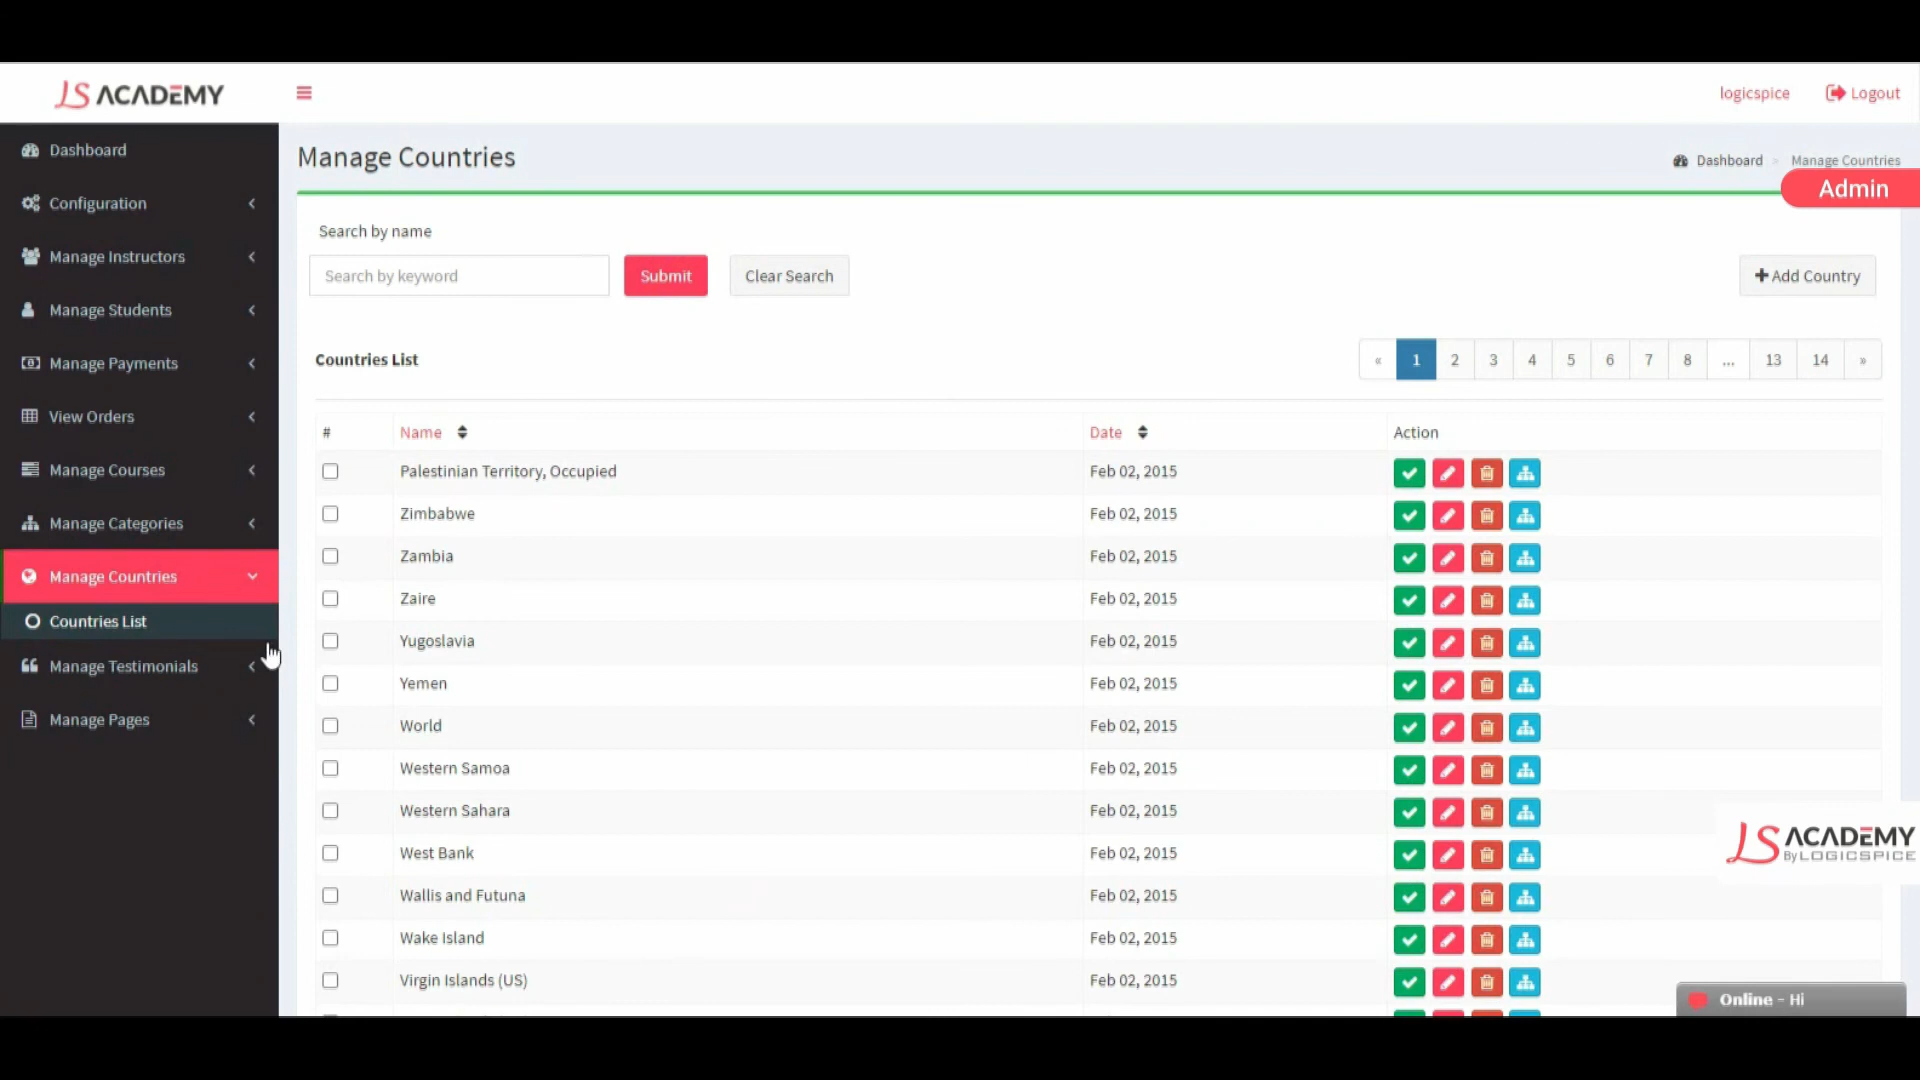 LS ACADEMY
logicspice
Logout
Dashboard
Configuration
Manage Instructors
Manage Students
Manage Payments
View Orders
Manage Courses
Manage Categories
Manage Countries
Countries List
Manage Testimonials
Manage Pages
Manage Countries
Dashboard > Manage Countries
Admin
Search by name
Search by keyword
Submit
Clear Search
+ Add Country
Countries List
« 1 2 3 4 5 6 7 8 ... 13 14 »
# Name Date Action
Palestinian Territory, Occupied Feb 02, 2015
Zimbabwe Feb 02, 2015
Zambia Feb 02, 2015
Zaire Feb 02, 2015
Yugoslavia Feb 02, 2015
Yemen Feb 02, 2015
World Feb 02, 2015
Western Samoa Feb 02, 2015
Western Sahara Feb 02, 2015
West Bank Feb 02, 2015
Wallis and Futuna Feb 02, 2015
Wake Island Feb 02, 2015
Virgin Islands (US) Feb 02, 2015
LS ACADEMY
By LOGICSPICE
Online - Hi